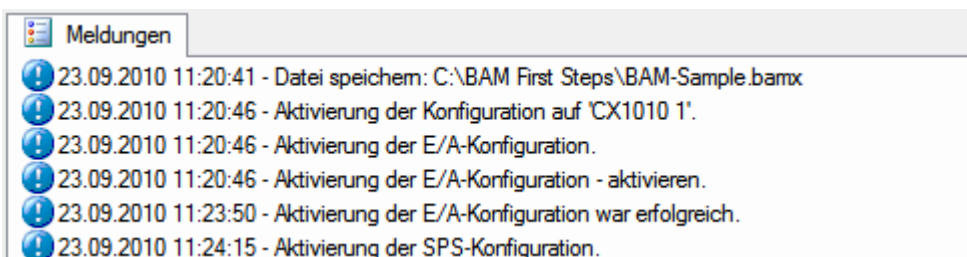 Meldungen
23.09.2010 11:20:41 - Datei speichern: C:\BAM First Steps\BAM-Sample.bamx
23.09.2010 11:20:46 - Aktivierung der Konfiguration auf 'CX1010 1'.
23.09.2010 11:20:46 - Aktivierung der E/A-Konfiguration.
23.09.2010 11:20:46 - Aktivierung der E/A-Konfiguration - aktivieren.
23.09.2010 11:23:50 - Aktivierung der E/A-Konfiguration war erfolgreich.
23.09.2010 11:24:15 - Aktivierung der SPS-Konfiguration.